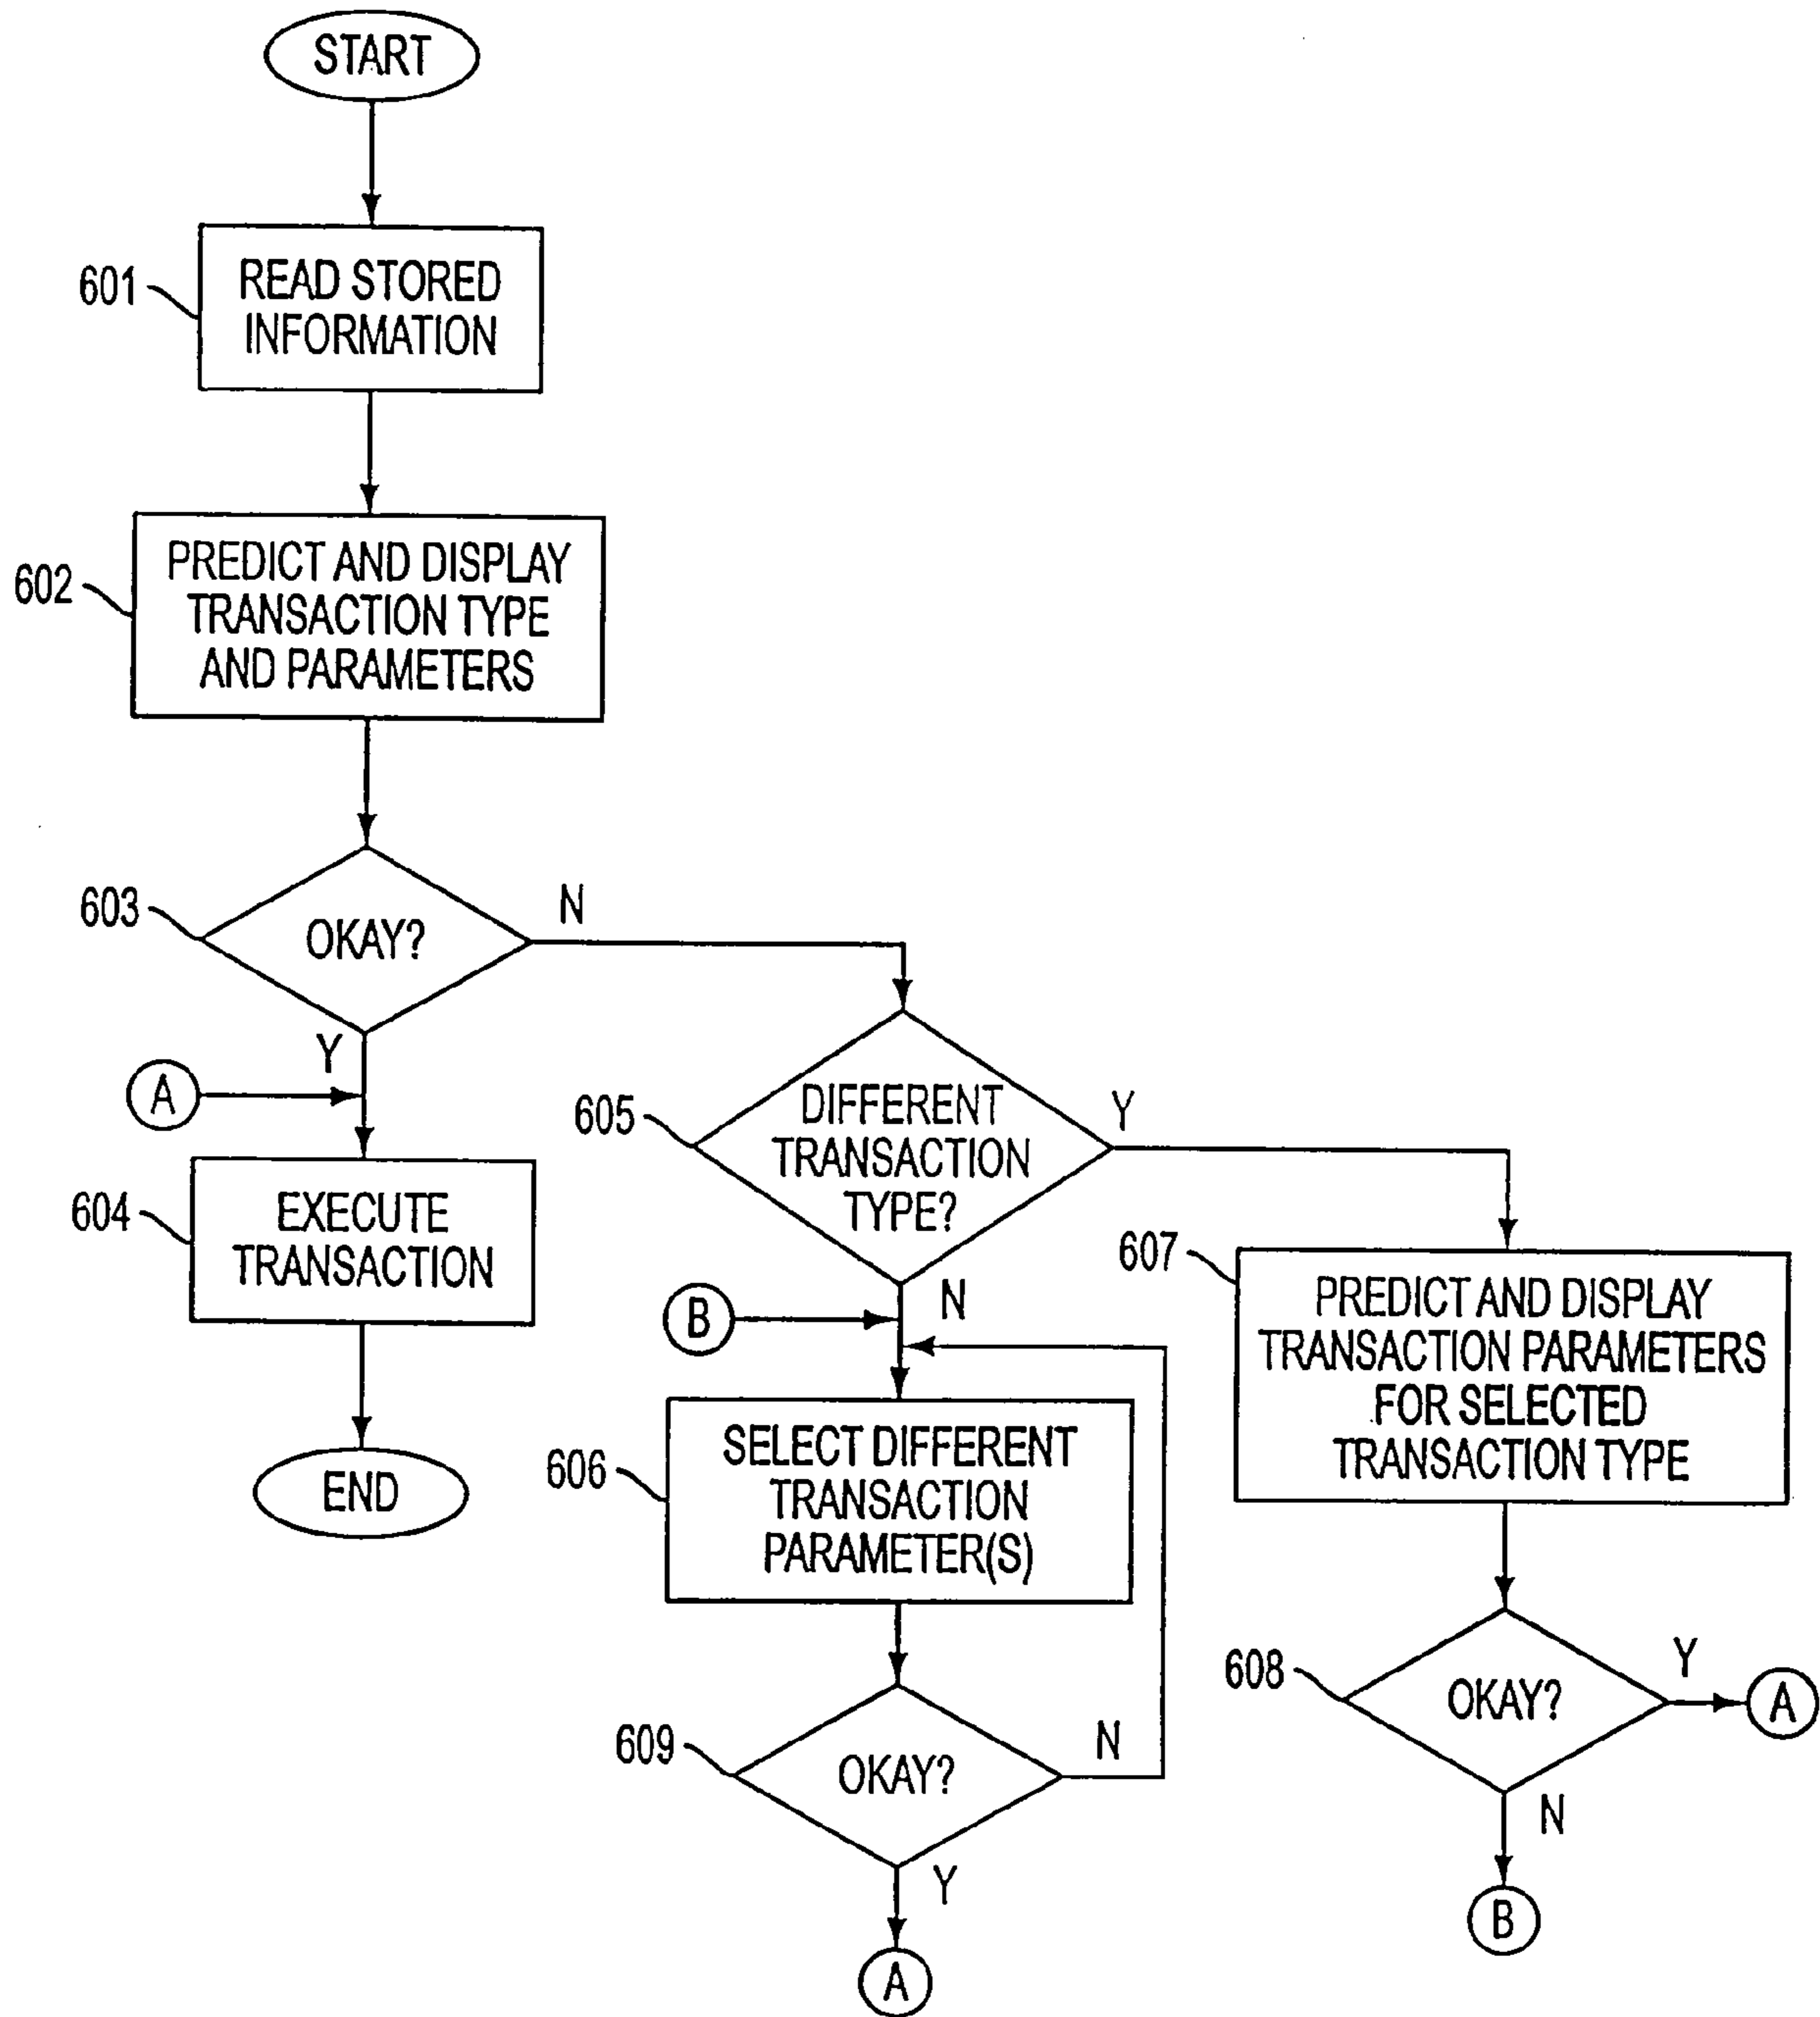 START
601
READ STORED
INFORMATION
602
PREDICT AND DISPLAY
TRANSACTION TYPE
AND PARAMETERS
603
OKAY?
N
Y
A
604
EXECUTE
TRANSACTION
END
605
DIFFERENT
TRANSACTION
TYPE?
Y
N
B
606
SELECT DIFFERENT
TRANSACTION
PARAMETER(S)
609
OKAY?
N
Y
A
607
PREDICT AND DISPLAY
TRANSACTION PARAMETERS
FOR SELECTED
TRANSACTION TYPE
608
OKAY?
Y
A
N
B